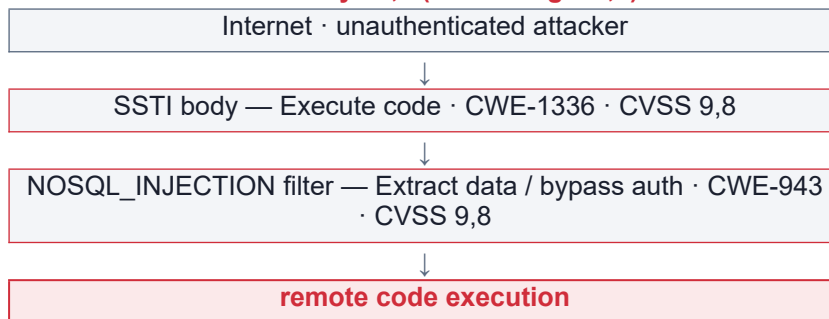 Internet · unauthenticated attacker
↓
SSTI body — Execute code · CWE-1336 · CVSS 9,8
↓
NOSQL_INJECTION filter — Extract data / bypass auth · CWE-943
· CVSS 9,8
↓
remote code execution